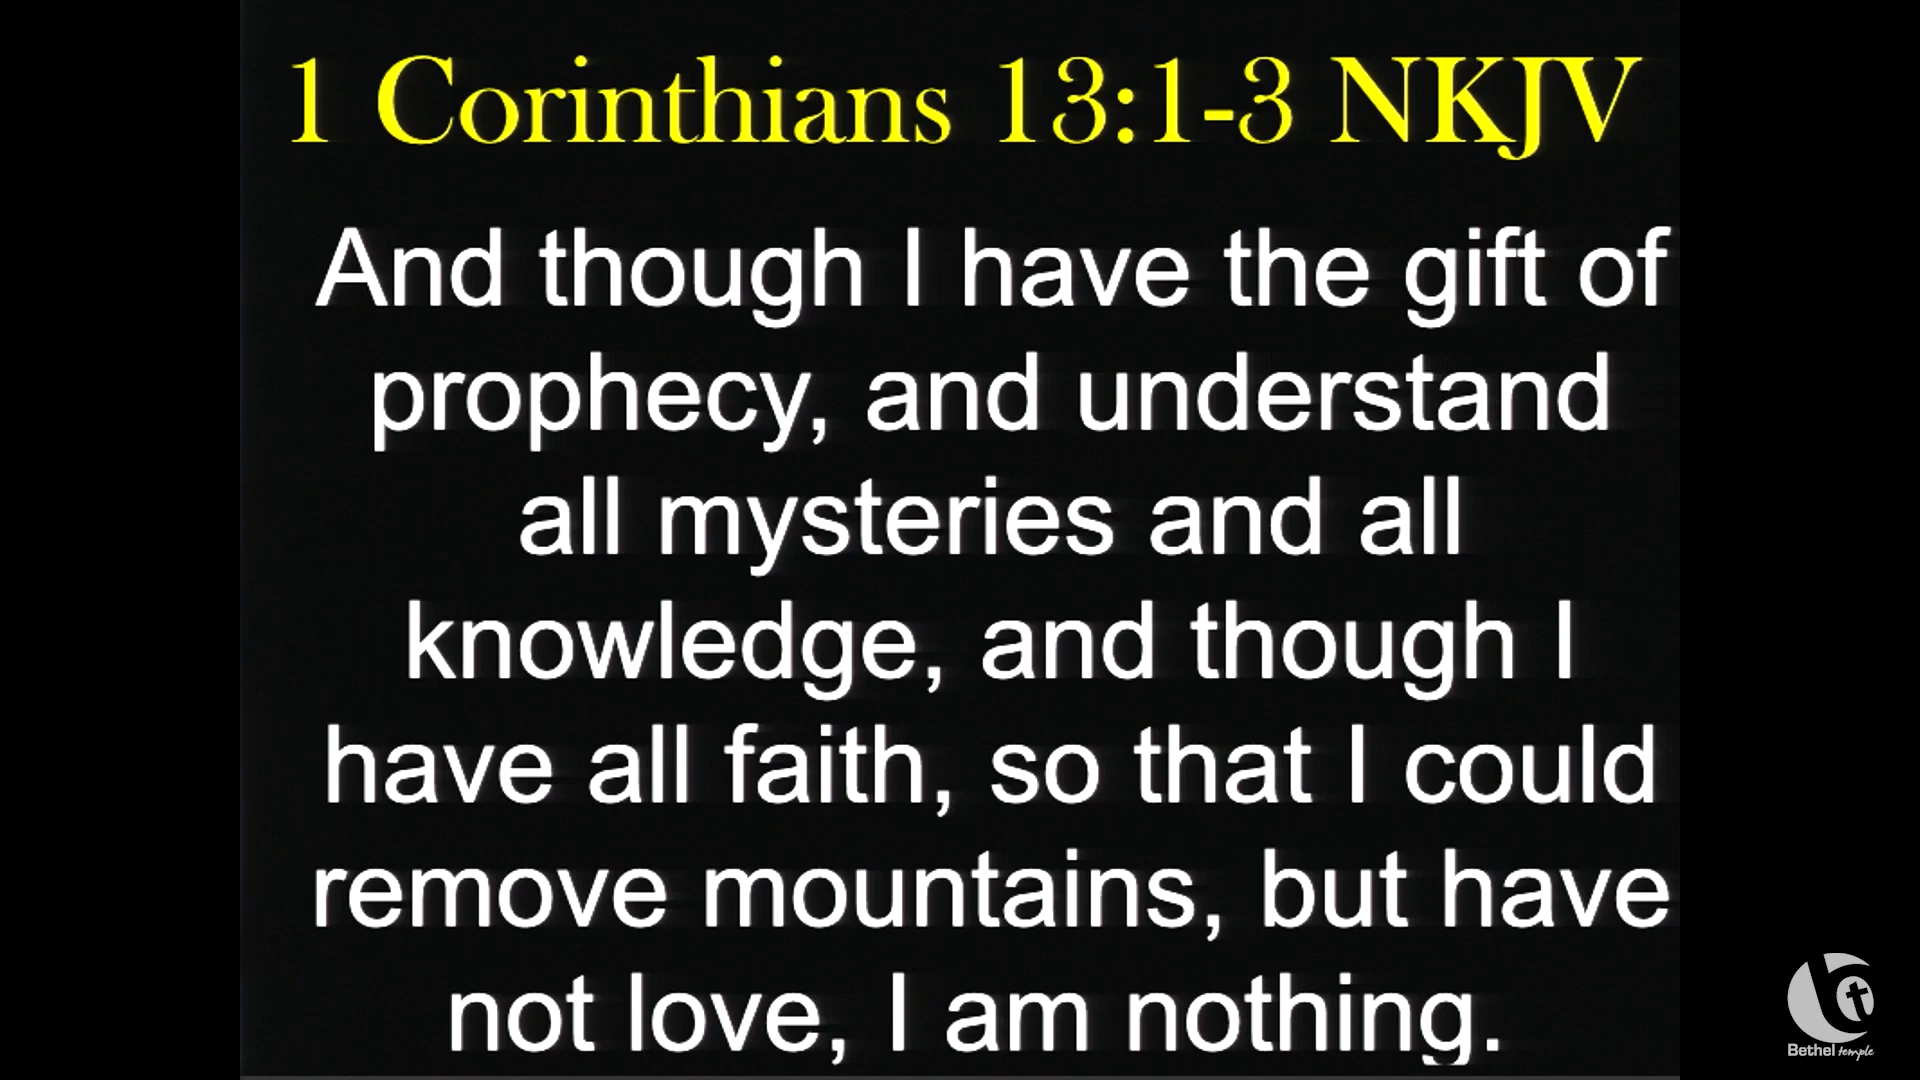 1 Corinthians 13:1-3 NKJV
And though I have the gift of
prophecy, and understand
all mysteries and all
knowledge, and though I
have all faith, so that I could
remove mountains, but have
not love, I am nothing.
Bethel temple